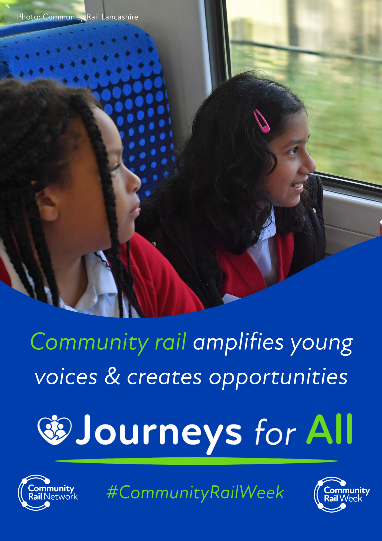 Photo: Community Rail Lancashire
Community rail amplifies young
voices & creates opportunities
Journeys for All
Community
Rail Network
#CommunityRailWeek
Community
Rail Week